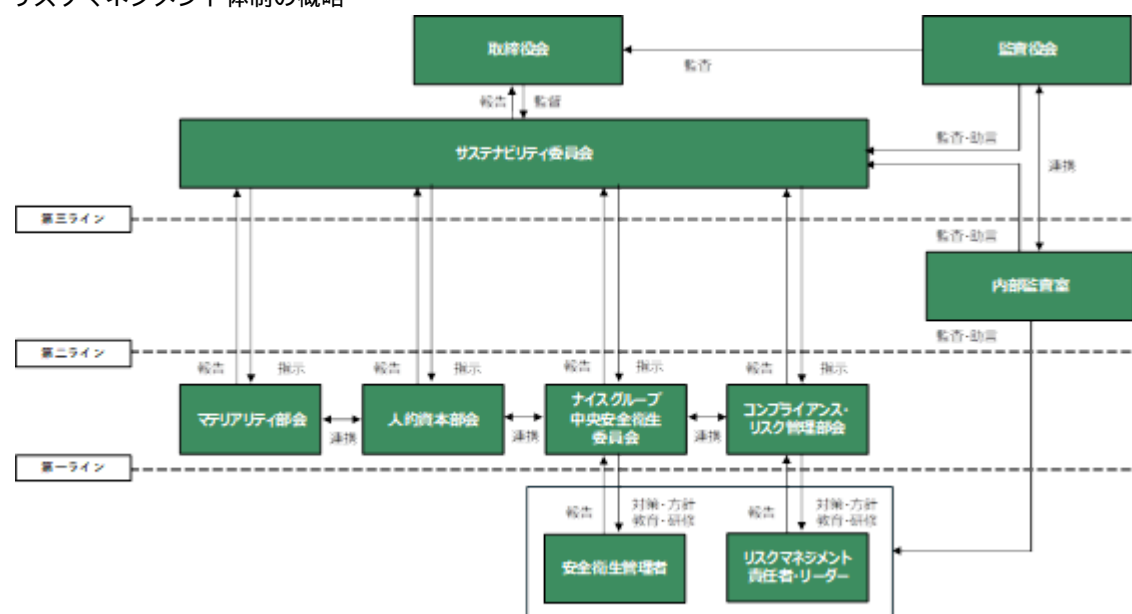 リスクマネジメント体制の概略
取締役会
監査役会
監査
報告
監督
サステナビリティ委員会
監査・助言
連携
第三ライン
監査・助言
内部監査室
監査・助言
第二ライン
報告
指示
報告
指示
報告
指示
報告
指示
マテリアリティ部会
連携
人的資本部会
連携
ナイスグループ
中央安全衛生
委員会
連携
コンプライアンス・
リスク管理部会
第一ライン
報告
対策・方針
教育・研修
報告
対策・方針
教育・研修
安全衛生管理者
リスクマネジメント
責任者・リーダー